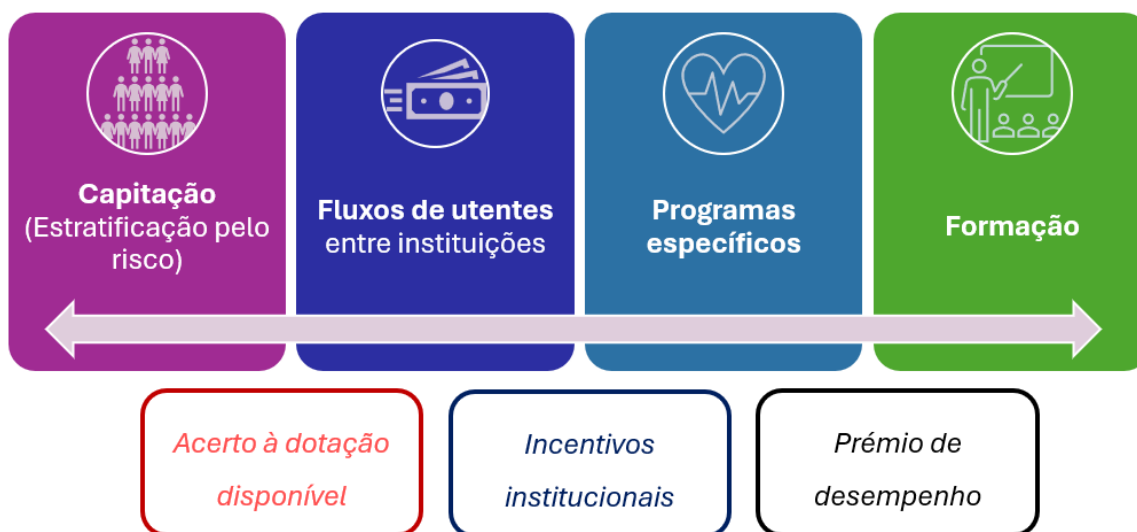 Capitação
(Estratificação pelo
risco)
Fluxos de utentes
entre instituições
Programas
específicos
Formação
Acerto à dotação
disponível
Incentivos
institucionais
Prémio de
desempenho